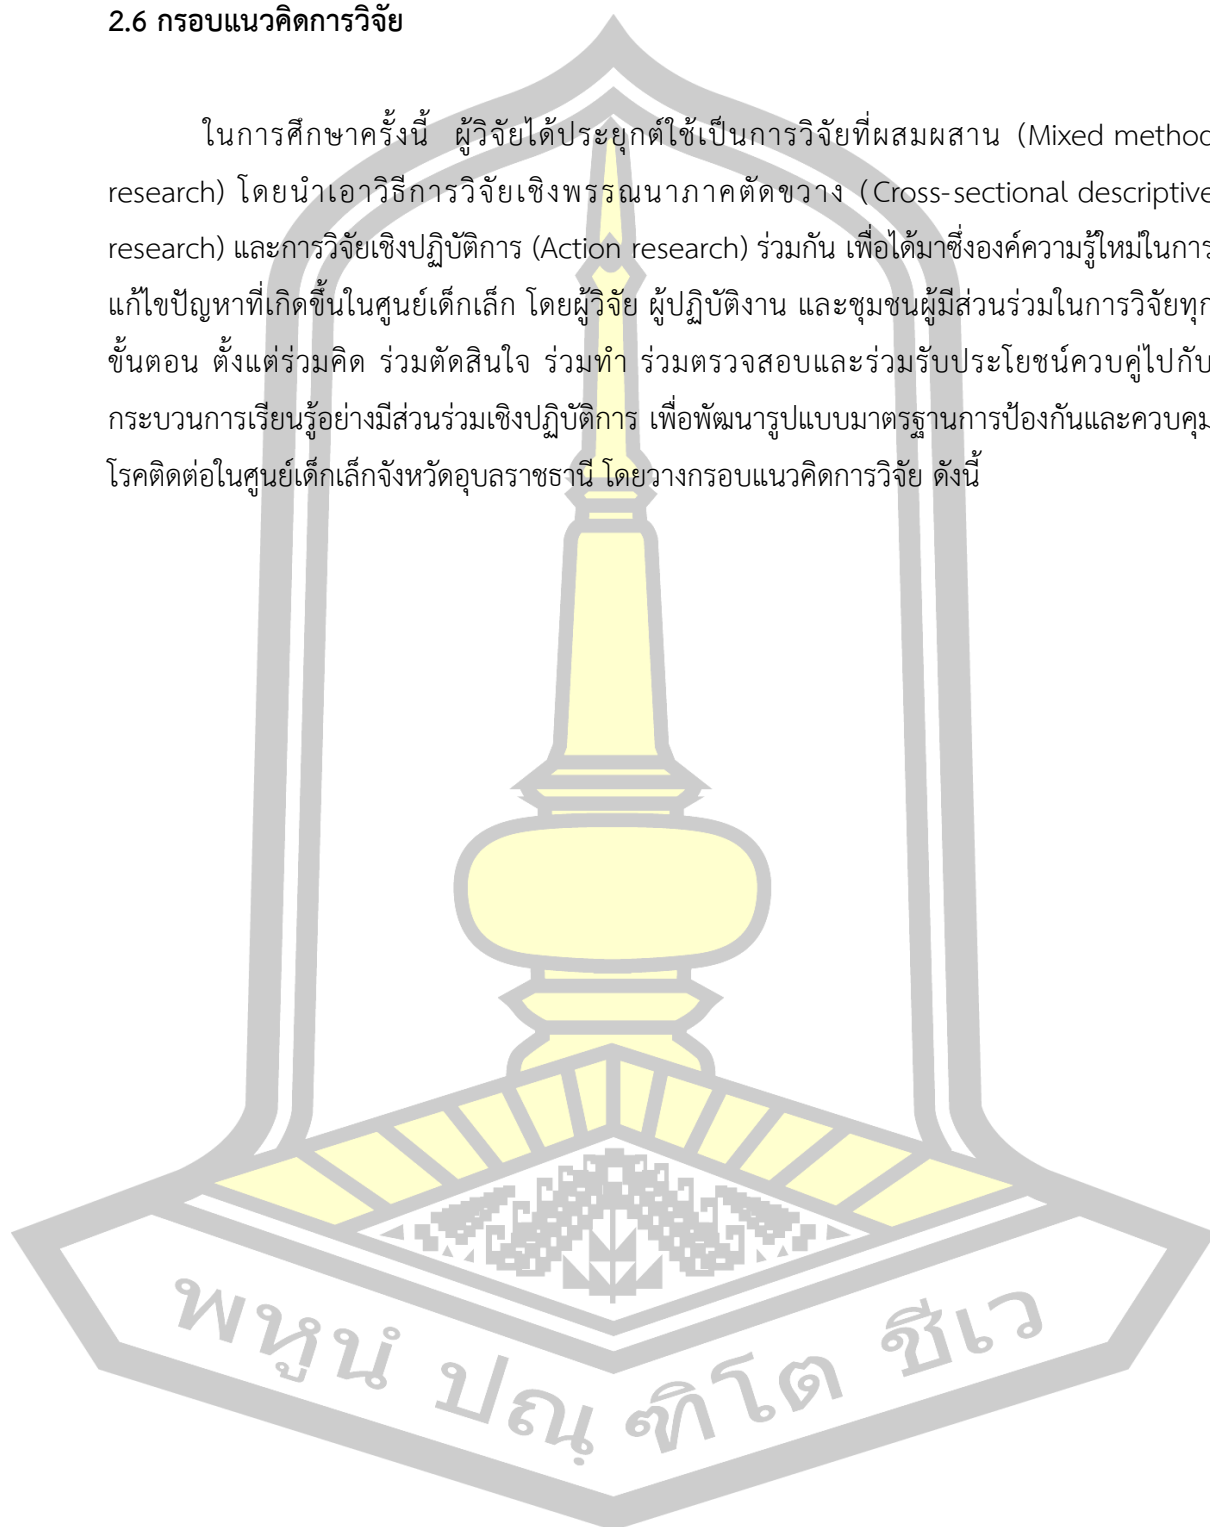 2.6 กรอบแนวคิดการวิจัย
ในการศึกษาครั้งนี้ ผู้วิจัยได้ประยุกต์ใช้เป็นการวิจัยที่ผสมผสาน (Mixed method
research) โดยนำเอาวิธีการวิจัยเชิงพรรณนาภาคตัดขวาง (Cross-sectional descriptive
research) และการวิจัยเชิงปฏิบัติการ (Action research) ร่วมกัน เพื่อได้มาซึ่งองค์ความรู้ใหม่ในการ
แก้ไขปัญหาที่เกิดขึ้นในศูนย์เด็กเล็ก โดยผู้วิจัย ผู้ปฏิบัติงาน และชุมชนผู้มีส่วนร่วมในการวิจัยทุก
ขั้นตอน ตั้งแต่ร่วมคิด ร่วมตัดสินใจ ร่วมทำ ร่วมตรวจสอบและร่วมรับประโยชน์ควบคู่ไปกับ
กระบวนการเรียนรู้อย่างมีส่วนร่วมเชิงปฏิบัติการ เพื่อพัฒนารูปแบบมาตรฐานการป้องกันและควบคุม
โรคติดต่อในศูนย์เด็กเล็กจังหวัดอุบลราชธานี โดยวางกรอบแนวคิดการวิจัย ดังนี้
พหูนํ ปณฺฑิโต ชีเว